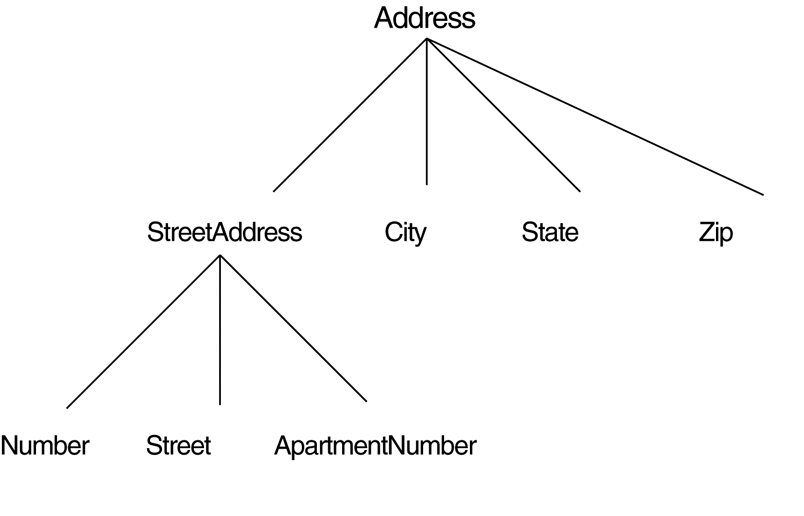 Address
StreetAddress City State Zip
Number Street ApartmentNumber